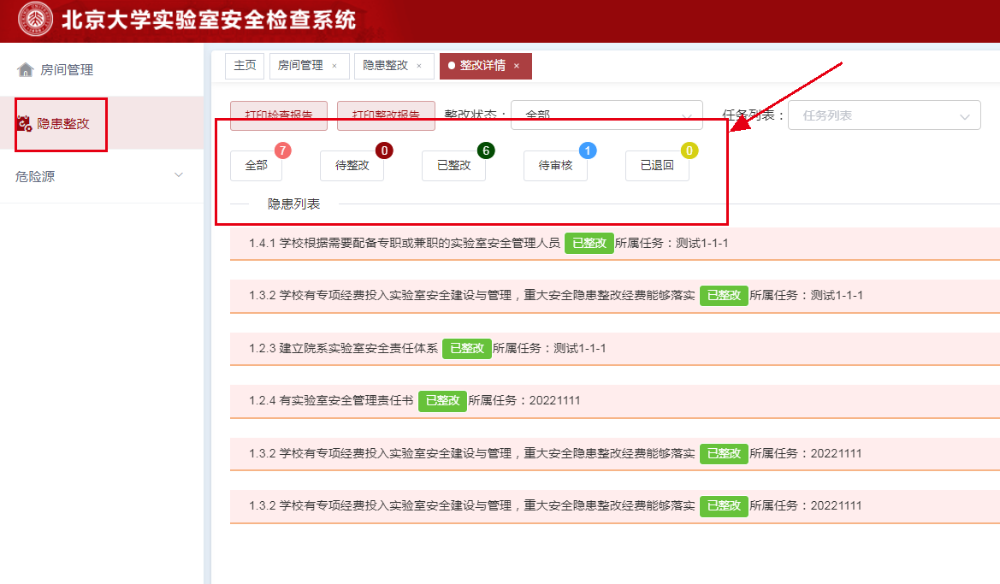 北京大学实验室安全检查系统
房间管理
隐患整改
危险源
主页 房间管理 × 隐患整改 × 整改详情 ×
打印检查报告 打印整改报告 整改状态： 全部 任务列表： 任务列表
全部 7 待整改 0 已整改 6 待审核 1 已退回 0
隐患列表
1.4.1 学校根据需要配备专职或兼职的实验室安全管理人员 已整改 所属任务：测试1-1-1
1.3.2 学校有专项经费投入实验室安全建设与管理，重大安全隐患整改经费能够落实 已整改 所属任务：测试1-1-1
1.2.3 建立院系实验室安全责任体系 已整改 所属任务：测试1-1-1
1.2.4 有实验室安全管理责任书 已整改 所属任务：20221111
1.3.2 学校有专项经费投入实验室安全建设与管理，重大安全隐患整改经费能够落实 已整改 所属任务：20221111
1.3.2 学校有专项经费投入实验室安全建设与管理，重大安全隐患整改经费能够落实 已整改 所属任务：20221111